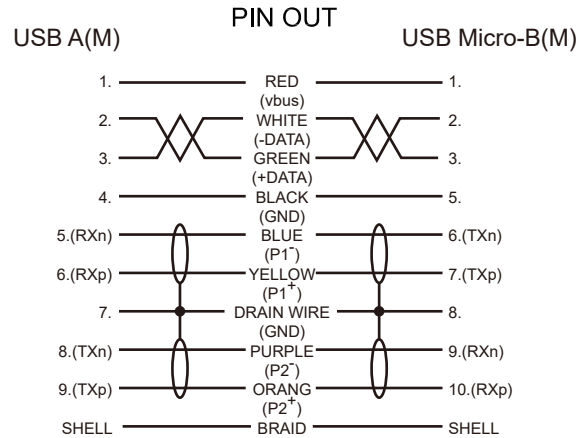 PIN OUT
USB A(M) USB Micro-B(M)
1. RED 1.
(vbus)
2. WHITE 2.
(-DATA)
3. GREEN 3.
(+DATA)
4. BLACK 5.
(GND)
5.(RXn) BLUE 6.(TXn)
(P1-)
6.(RXp) YELLOW 7.(TXp)
(P1+)
7. DRAIN WIRE 8.
(GND)
8.(TXn) PURPLE 9.(RXn)
(P2-)
9.(TXp) ORANG 10.(RXp)
(P2+)
SHELL BRAID SHELL